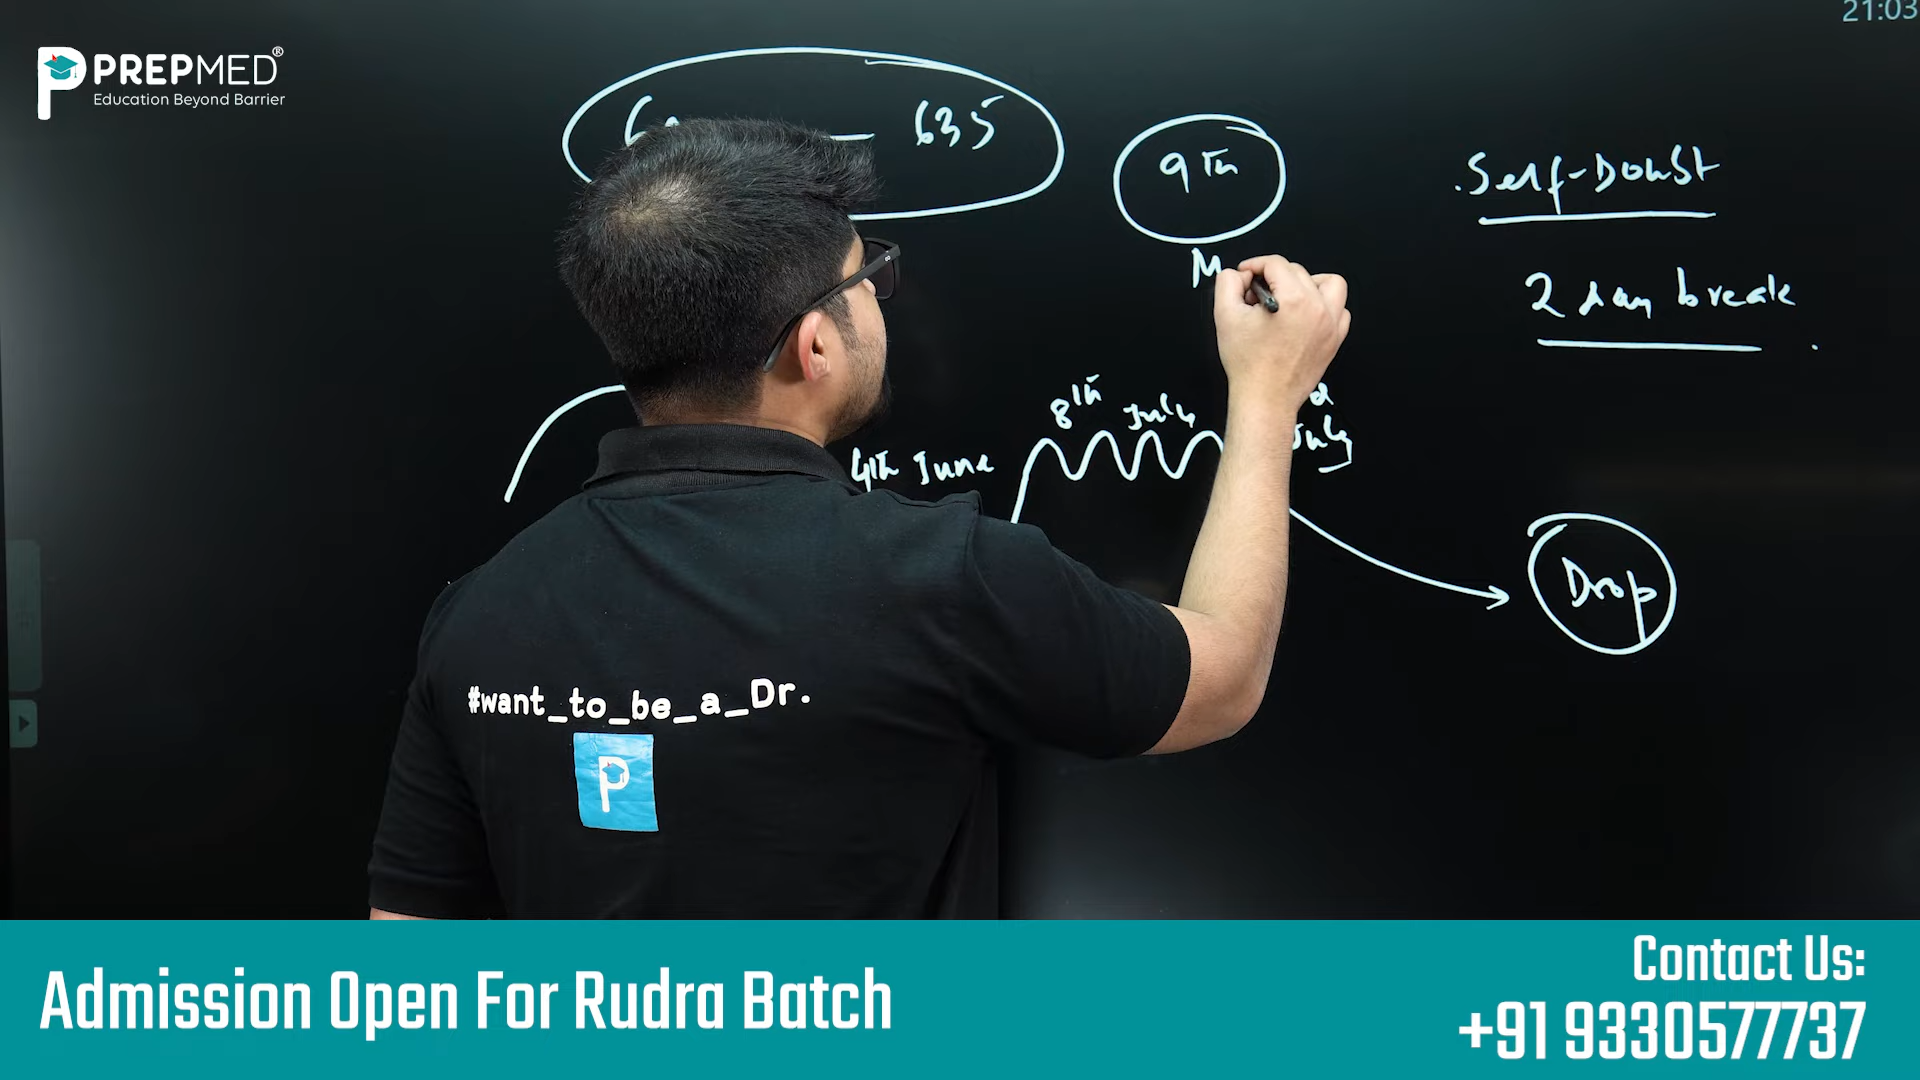 21:03
PREPMED®
Education Beyond Barrier
635
9th
Self-Doubt
2 day break
8th July
July
4th June
Drop
#want_to_be_a_Dr.
P
Admission Open For Rudra Batch
Contact Us:
+91 9330577737